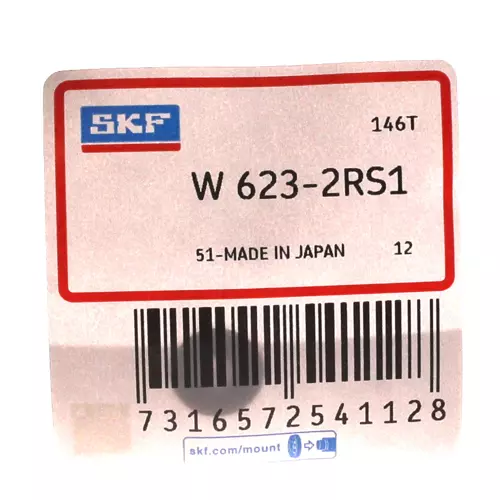 SKF
146T
W 623-2RS1
51-MADE IN JAPAN 12
7316572541128
skf.com/mount